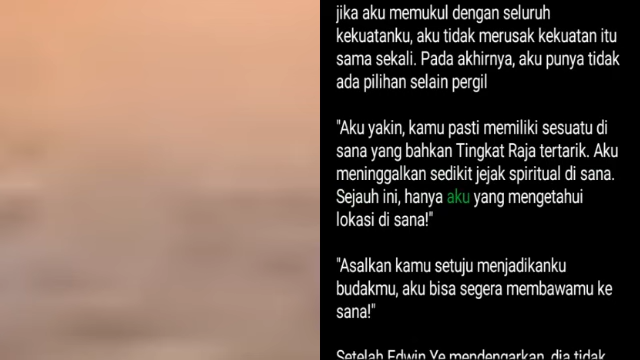 jika aku memukul dengan seluruh
kekuatanku, aku tidak merusak kekuatan itu
sama sekali. Pada akhirnya, aku punya tidak
ada pilihan selain pergil
"Aku yakin, kamu pasti memiliki sesuatu di
sana yang bahkan Tingkat Raja tertarik. Aku
meninggalkan sedikit jejak spiritual di sana.
Sejauh ini, hanya aku yang mengetahui
lokasi di sana!"
"Asalkan kamu setuju menjadikanku
budakmu, aku bisa segera membawamu ke
sana!"
Setelah Edwin Ye mendengarkan, dia tidak